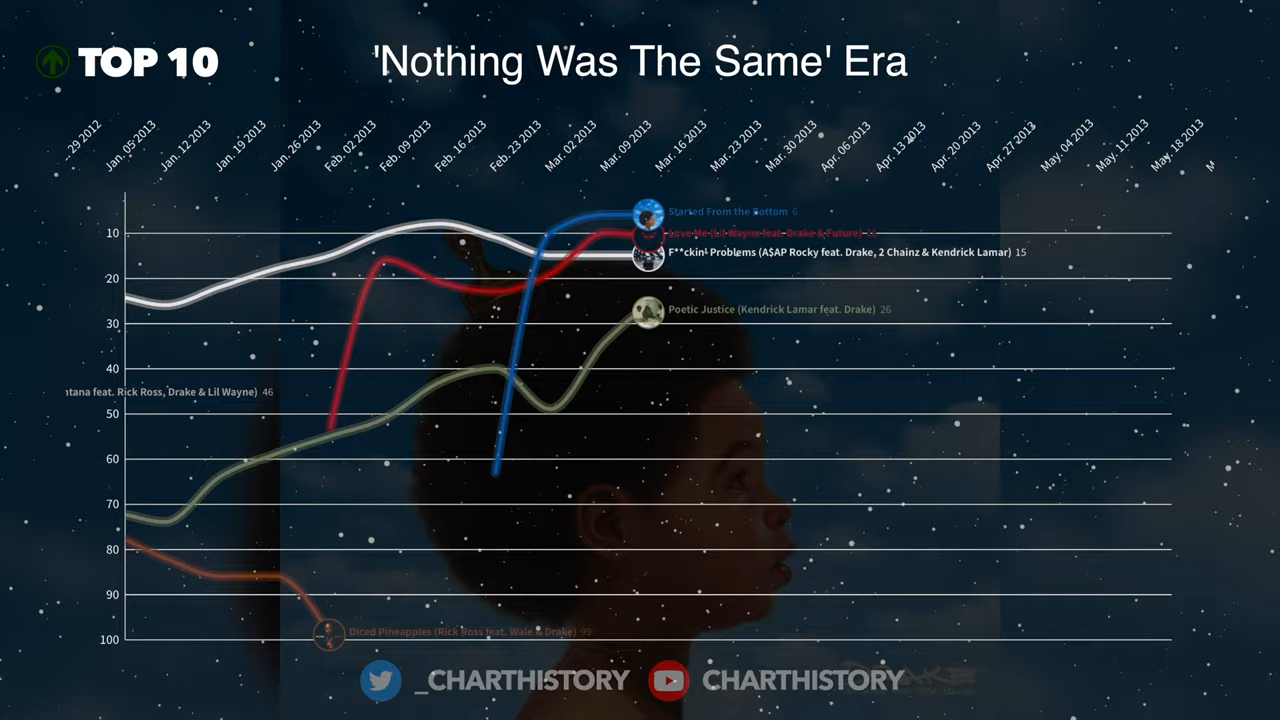 TOP 10
'Nothing Was The Same' Era
29 2012
Jan. 05 2013
Jan. 12 2013
Jan. 19 2013
Jan. 26 2013
Feb. 02 2013
Feb. 09 2013
Feb. 16 2013
Feb. 23 2013
Mar. 02 2013
Mar. 09 2013
Mar. 16 2013
Mar. 23 2013
Mar. 30 2013
Apr. 06 2013
Apr. 13 2013
Apr. 20 2013
Apr. 27 2013
May. 04 2013
May. 11 2013
May. 18 2013
M
Started From the Bottom 6
10
Love Me (Lil Wayne feat. Drake & Future) 11
F**ckin' Problems (A$AP Rocky feat. Drake, 2 Chainz & Kendrick Lamar) 15
20
Poetic Justice (Kendrick Lamar feat. Drake) 26
30
40
ntana feat. Rick Ross, Drake & Lil Wayne) 46
50
60
70
80
90
Diced Pineapples (Rick Ross feat. Wale & Drake) 99
100
_CHARTHISTORY
CHARTHISTORY
DRAKE